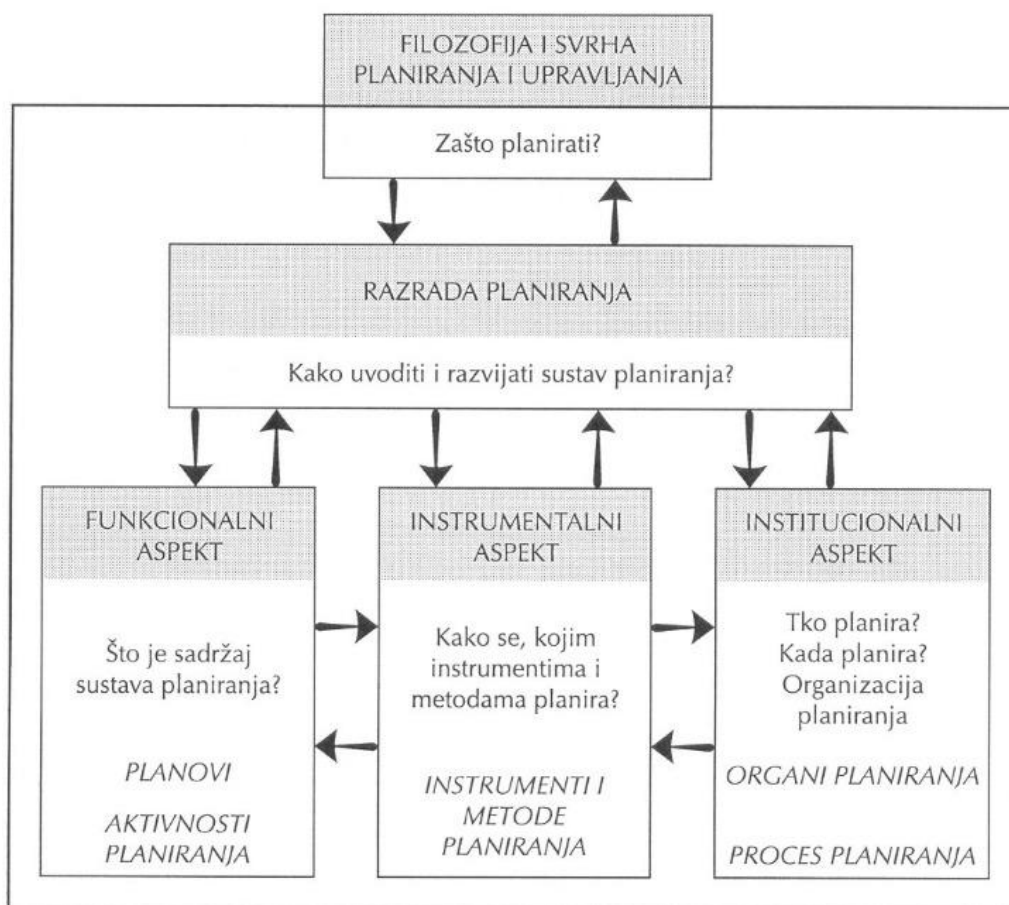 FILOZOFIJA I SVRHA
PLANIRANJA I UPRAVLJANJA
Zašto planirati?
RAZRADA PLANIRANJA
Kako uvoditi i razvijati sustav planiranja?
FUNKCIONALNI
ASPEKT
Što je sadržaj
sustava planiranja?
PLANOVI
AKTIVNOSTI
PLANIRANJA
INSTRUMENTALNI
ASPEKT
Kako se, kojim
instrumentima i
metodama planira?
INSTRUMENTI I
METODE
PLANIRANJA
INSTITUCIONALNI
ASPEKT
Tko planira?
Kada planira?
Organizacija
planiranja
ORGANI PLANIRANJA
PROCES PLANIRANJA